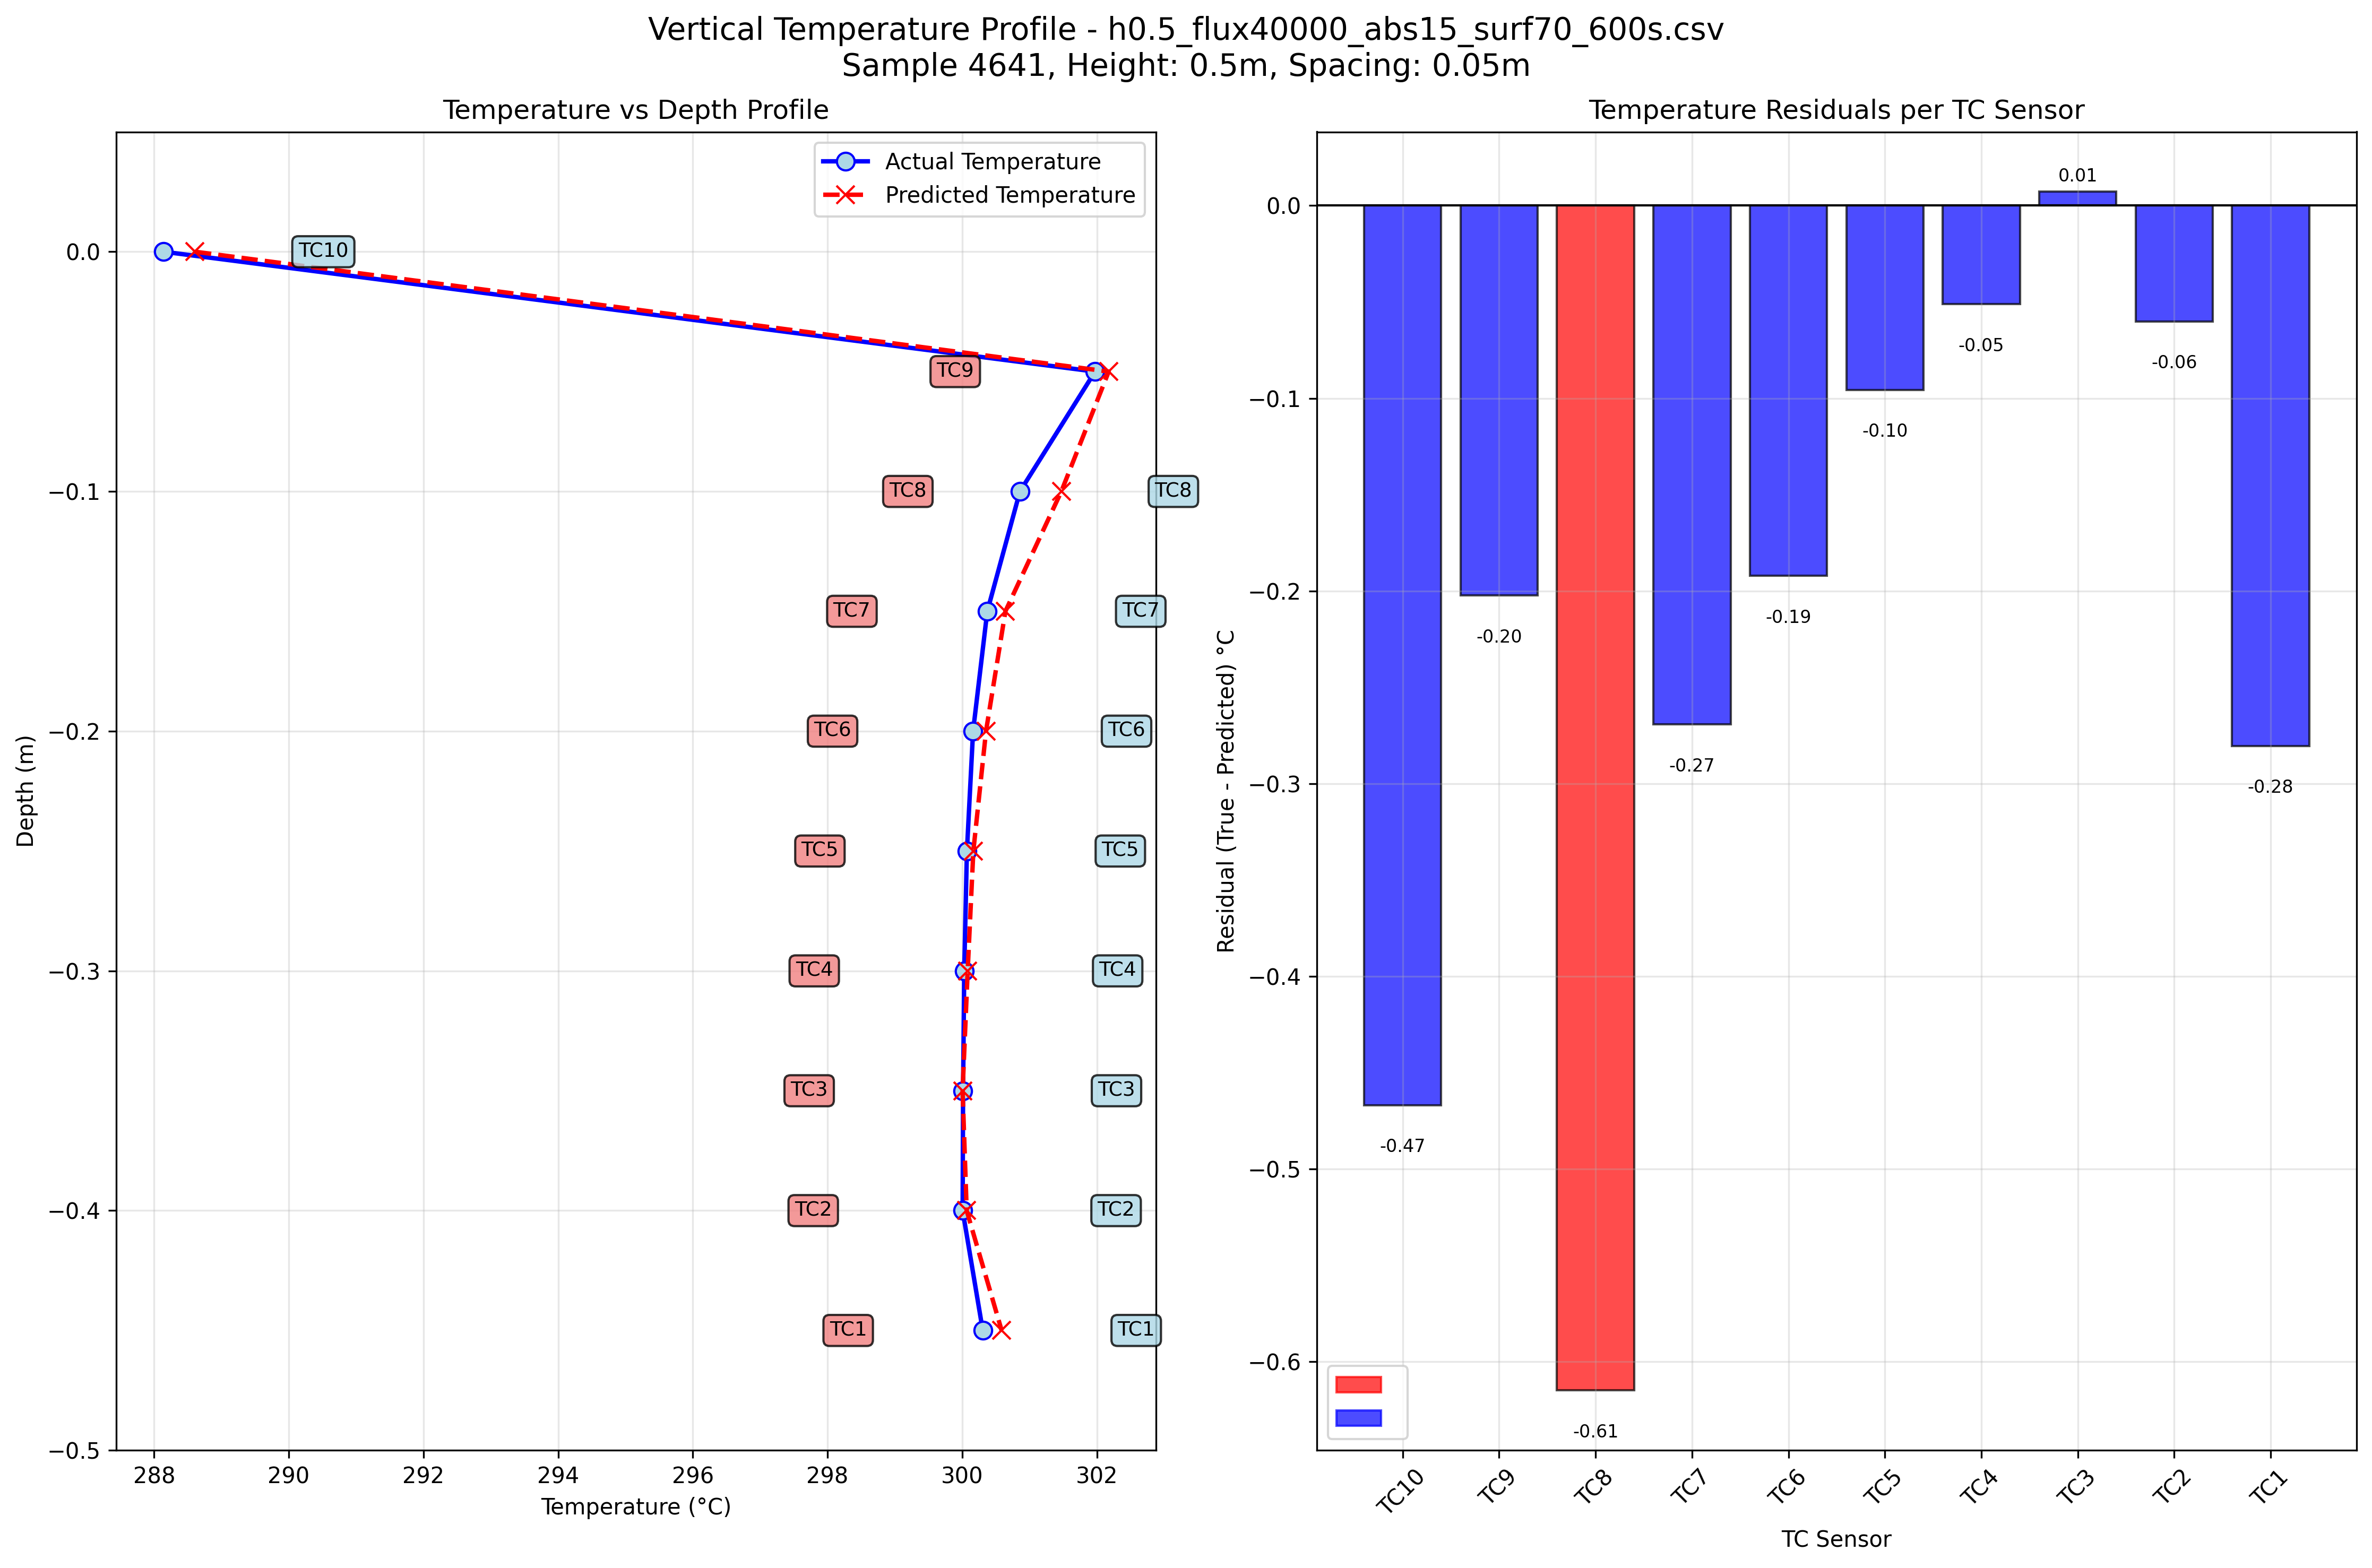 Vertical Temperature Profile - h0.5_flux40000_abs15_surf70_600s.csv
Sample 4641, Height: 0.5m, Spacing: 0.05m
Temperature vs Depth Profile
Actual Temperature
Predicted Temperature
0.0
−0.1
−0.2
−0.3
−0.4
−0.5
Depth (m)
TC10
TC9
TC8
TC8
TC7
TC7
TC6
TC6
TC5
TC5
TC4
TC4
TC3
TC3
TC2
TC2
TC1
TC1
288
290
292
294
296
298
300
302
Temperature (°C)
Temperature Residuals per TC Sensor
0.0
−0.1
−0.2
−0.3
−0.4
−0.5
−0.6
Residual (True - Predicted) °C
-0.47
-0.20
-0.61
-0.27
-0.19
-0.10
-0.05
0.01
-0.06
-0.28
TC10
TC9
TC8
TC7
TC6
TC5
TC4
TC3
TC2
TC1
TC Sensor